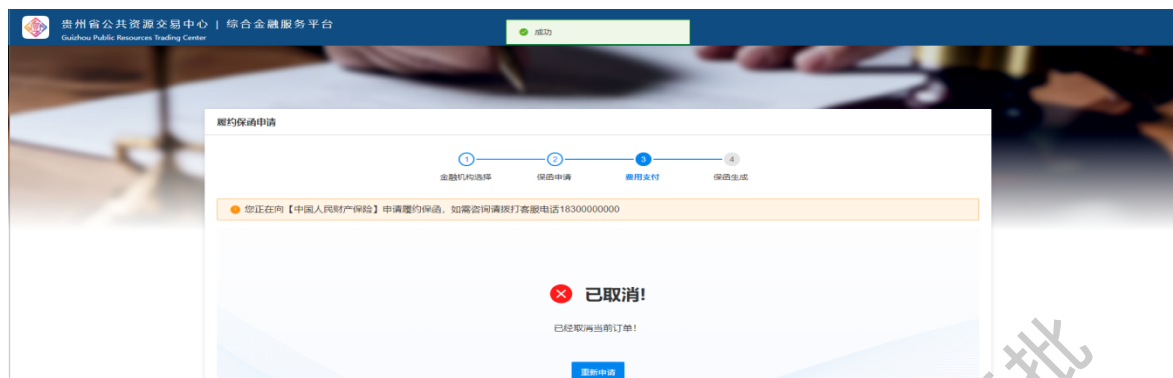 贵州省公共资源交易中心 | 综合金融服务平台
Guizhou Public Resources Trading Center
成功
履约保函申请
1 2 3 4
金融机构选择 保函申请 费用支付 保函生成
您正在向【中国人民财产保险】申请履约保函，如需咨询请拨打客服电话18300000000
已取消!
已经取消当前订单!
重新申请
批